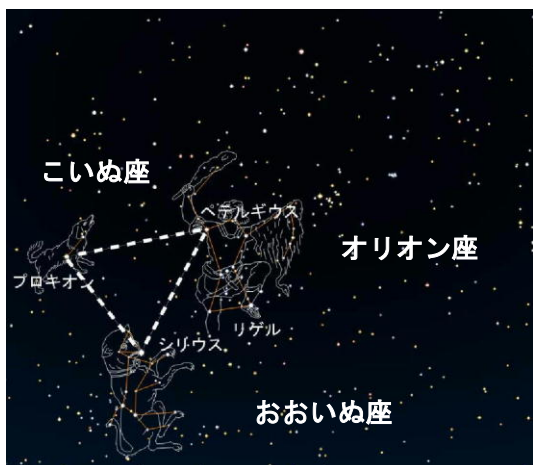 こいぬ座
ベテルギウス
オリオン座
プロキオン
リゲル
シリウス
おおいぬ座